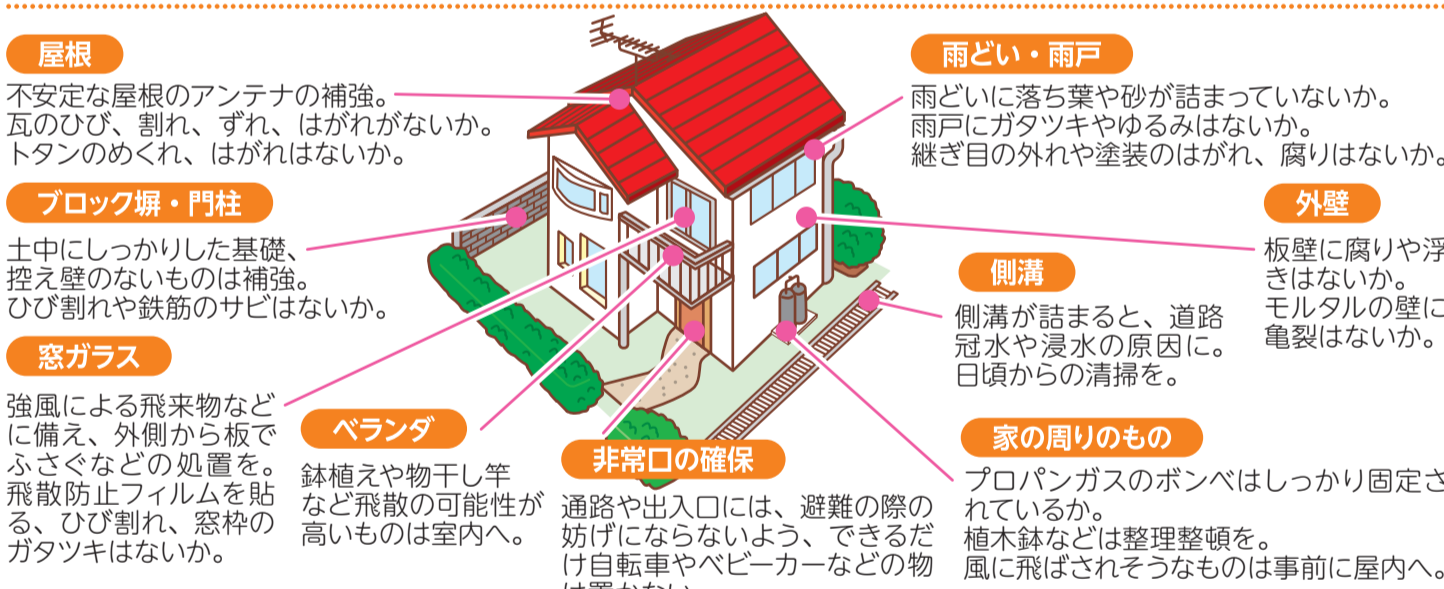 屋根
不安定な屋根のアンテナの補強。
瓦のひび、割れ、ずれ、はがれがないか。
トタンのめくれ、はがれはないか。
ブロック塀・門柱
土中にしっかりした基礎、
控え壁のないものは補強。
ひび割れや鉄筋のサビはないか。
窓ガラス
強風による飛来物など
に備え、外側から板で
ふさぐなどの処置を。
飛散防止フィルムを貼
る、ひび割れ、窓枠の
ガタツキはないか。
ベランダ
鉢植えや物干し竿
など飛散の可能性が
高いものは室内へ。
非常口の確保
通路や出入口には、避難の際の
妨げにならないよう、できるだ
け自転車やベビーカーなどの物
は置かない
雨どい・雨戸
雨どいに落ち葉や砂が詰まっていないか。
雨戸にガタツキやゆるみはないか。
継ぎ目の外れや塗装のはがれ、腐りはないか。
外壁
板壁に腐りや浮
きはないか。
モルタルの壁に
亀裂はないか。
側溝
側溝が詰まると、道路
冠水や浸水の原因に。
日頃からの清掃を。
家の周りのもの
プロパンガスのボンベはしっかり固定さ
れているか。
植木鉢などは整理整頓を。
風に飛ばされそうなものは事前に屋内へ。